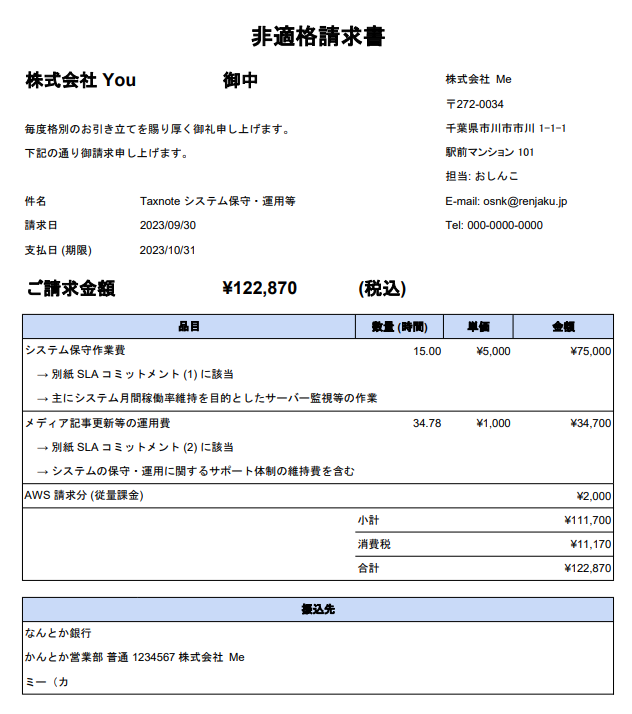 非適格請求書
株式会社 You 御中
株式会社 Me
〒272-0034
千葉県市川市市川 1-1-1
駅前マンション 101
担当: おしんこ
E-mail: osnk@renjaku.jp
Tel: 000-0000-0000
毎度格別のお引き立てを賜り厚く御礼申し上げます。
下記の通り御請求申し上げます。
件名 Taxnote システム保守・運用等
請求日 2023/09/30
支払日 (期限) 2023/10/31
ご請求金額 ¥122,870 (税込)
品目 数量 (時間) 単価 金額
システム保守作業費 15.00 ¥5,000 ¥75,000
→ 別紙 SLA コミットメント (1) に該当
→ 主にシステム月間稼働率維持を目的としたサーバー監視等の作業
メディア記事更新等の運用費 34.78 ¥1,000 ¥34,700
→ 別紙 SLA コミットメント (2) に該当
→ システムの保守・運用に関するサポート体制の維持費を含む
AWS 請求分 (従量課金) ¥2,000
小計 ¥111,700
消費税 ¥11,170
合計 ¥122,870
振込先
なんとか銀行
かんとか営業部 普通 1234567 株式会社 Me
ミー（カ